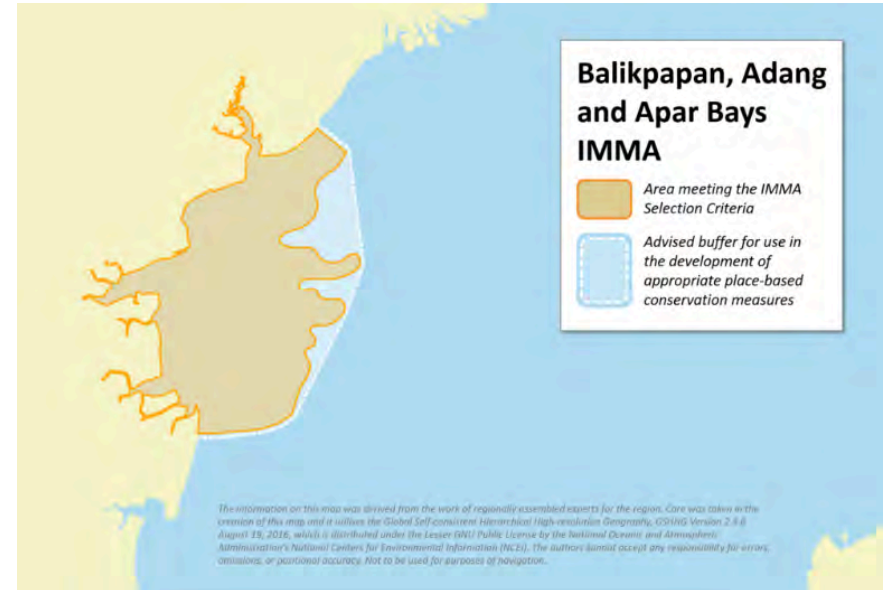 Balikpapan, Adang
and Apar Bays
IMMA
Area meeting the IMMA
Selection Criteria
Advised buffer for use in
the development of
appropriate place-based
conservation measures
The information on this map was derived from the work of regionally assembled experts for the region. Care was taken in the
creation of this map and it utilises the Global Self-consistent Hierarchical High-resolution Geography, GSHHG Version
August 19, 2016, which is distributed under the Lesser GNU Public License by the National Oceanic and Atmospheric
Administration's National Centers for Environmental Information (NCEI). The authors cannot accept any responsibility for errors,
omissions, or positional accuracy. Not to be used for purposes of navigation.